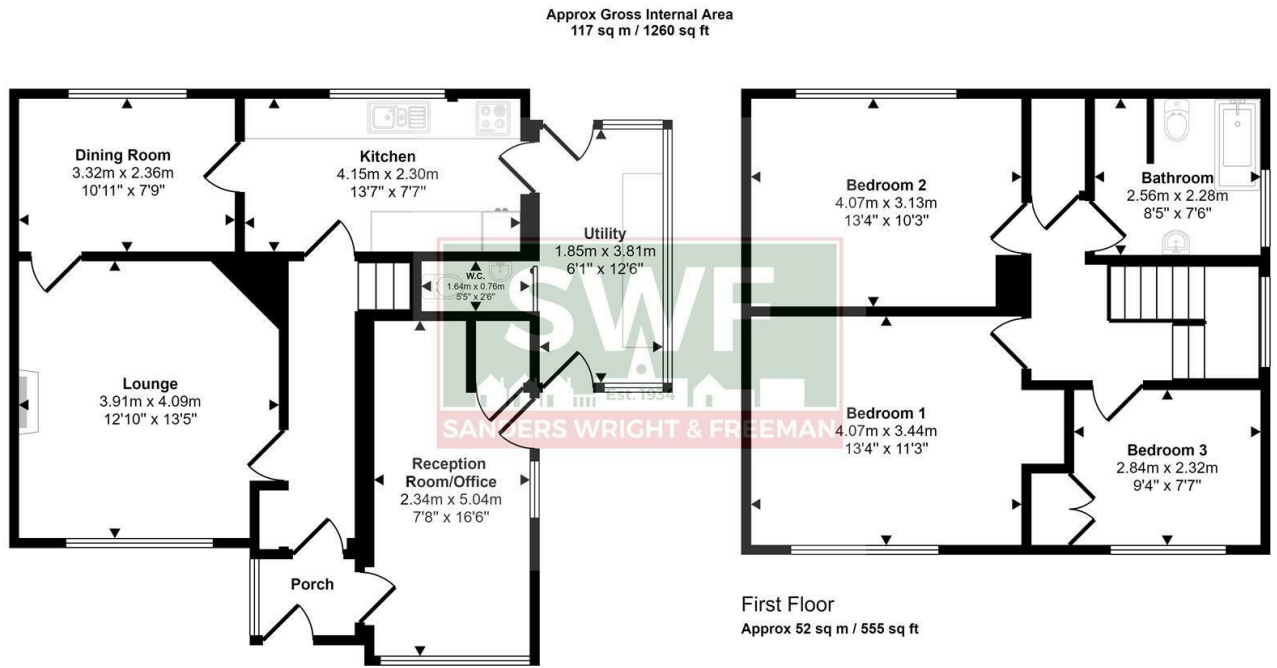 Approx Gross Internal Area
117 sq m / 1260 sq ft
Dining Room
3.32m x 2.36m
10'11" x 7'9"
Kitchen
4.15m x 2.30m
13'7" x 7'7"
Utility
1.85m x 3.81m
6'1" x 12'6"
W.C.
1.64m x 0.76m
5'5" x 2'6"
Lounge
3.91m x 4.09m
12'10" x 13'5"
Reception
Room/Office
2.34m x 5.04m
7'8" x 16'6"
Porch
SWF
Est. 1934
SANDERS WRIGHT & FREEMAN
Bedroom 2
4.07m x 3.13m
13'4" x 10'3"
Bathroom
2.56m x 2.28m
8'5" x 7'6"
Bedroom 1
4.07m x 3.44m
13'4" x 11'3"
Bedroom 3
2.84m x 2.32m
9'4" x 7'7"
First Floor
Approx 52 sq m / 555 sq ft